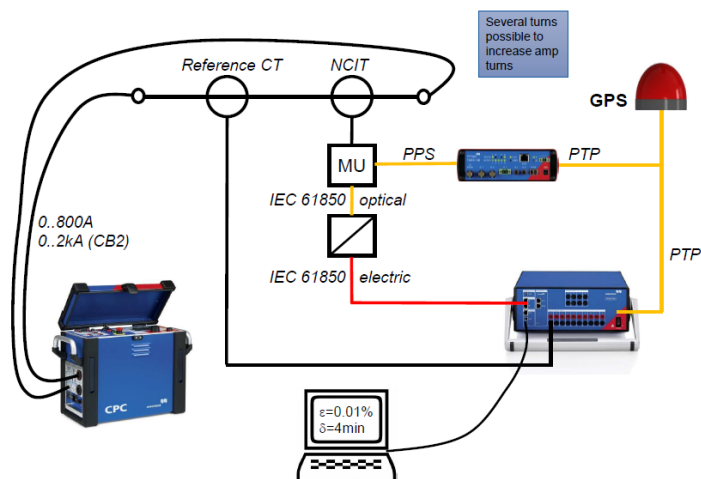 Several turns
possible to
increase amp
turns
Reference CT
NCIT
GPS
MU
PPS
PTP
IEC 61850 optical
0..800A
0..2kA (CB2)
PTP
IEC 61850 electric
CPC
ε=0.01%
δ=4min